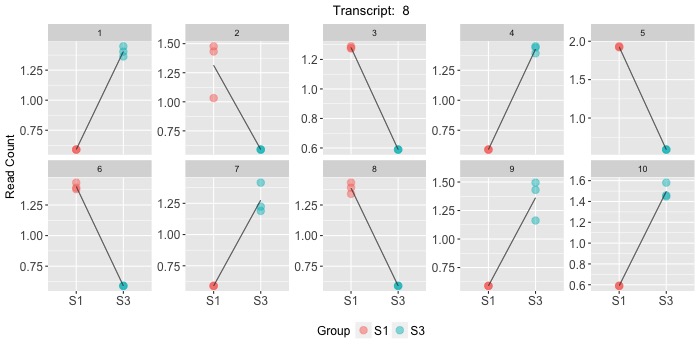 Transcript: 8
1 2 3 4 5
1.25 1.00 0.75
1.50 1.25 1.00 0.75
1.2 1.0 0.8 0.6
1.25 1.00 0.75
2.0 1.5 1.0
Read Count
6 7 8 9 10
1.25 1.00 0.75
1.25 1.00 0.75
1.25 1.00 0.75
1.50 1.25 1.00 0.75
1.6 1.4 1.2 1.0 0.8 0.6
S1 S3 S1 S3 S1 S3 S1 S3 S1 S3
Group S1 S3